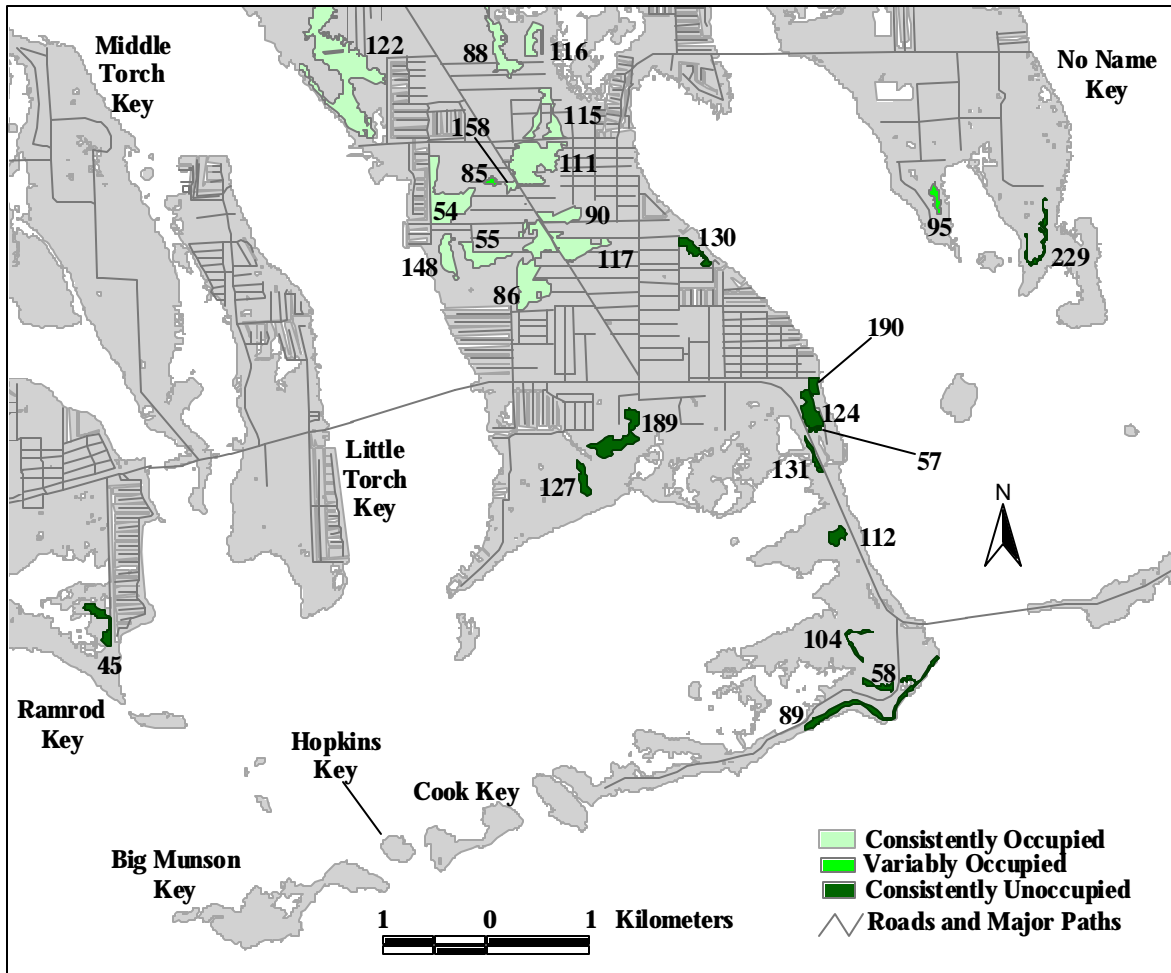 Middle
Torch
Key
122
88
116
No Name
Key
158
115
85
111
54
90
95
55
130
148
117
229
86
190
189
124
57
Little
Torch
Key
131
127
N
112
104
45
58
Ramrod
Key
89
Hopkins
Key
Cook Key
Big Munson
Key
Consistently Occupied
Variably Occupied
Consistently Unoccupied
Roads and Major Paths
1 0 1 Kilometers